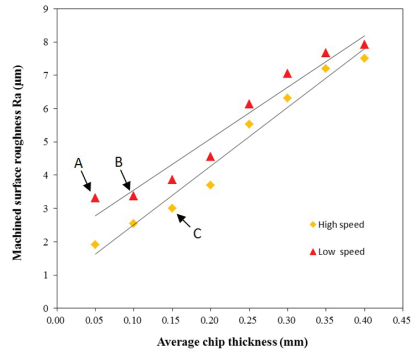 9
8
7
6
5
4
3
2
1
0
Machined surface roughness Ra (μm)
A
B
C
High speed
Low speed
0.00 0.05 0.10 0.15 0.20 0.25 0.30 0.35 0.40 0.45
Average chip thickness (mm)